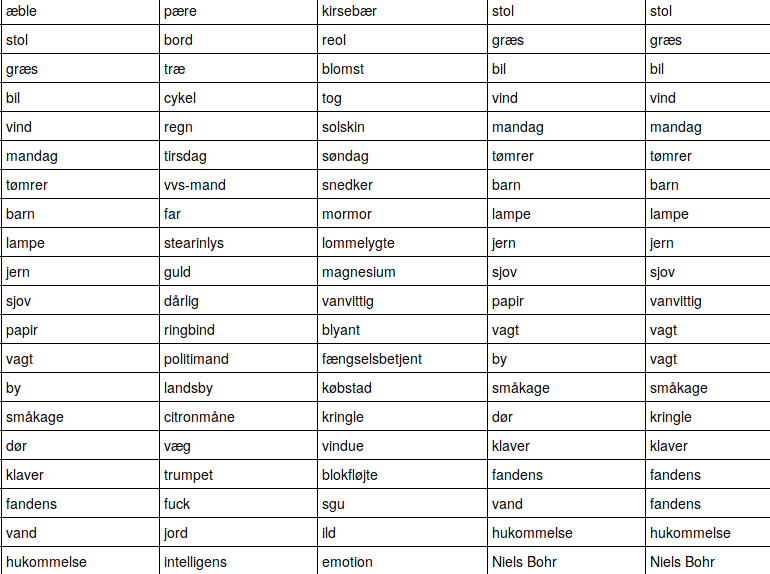 æble pære kirsebær stol stol
stol bord reol græs græs
græs træ blomst bil bil
bil cykel tog vind vind
vind regn solskin mandag mandag
mandag tirsdag søndag tømrer tømrer
tømrer vvs-mand snedker barn barn
barn far mormor lampe lampe
lampe stearinlys lommelygte jern jern
jern guld magnesium sjov sjov
sjov dårlig vanvittig papir vanvittig
papir ringbind blyant vagt vagt
vagt politimand fængselsbetjent by vagt
by landsby købstad småkage småkage
småkage citronmåne kringle dør kringle
dør væg vindue klaver klaver
klaver trumpet blokfløjte fandens fandens
fandens fuck sgu vand fandens
vand jord ild hukommelse hukommelse
hukommelse intelligens emotion Niels Bohr Niels Bohr